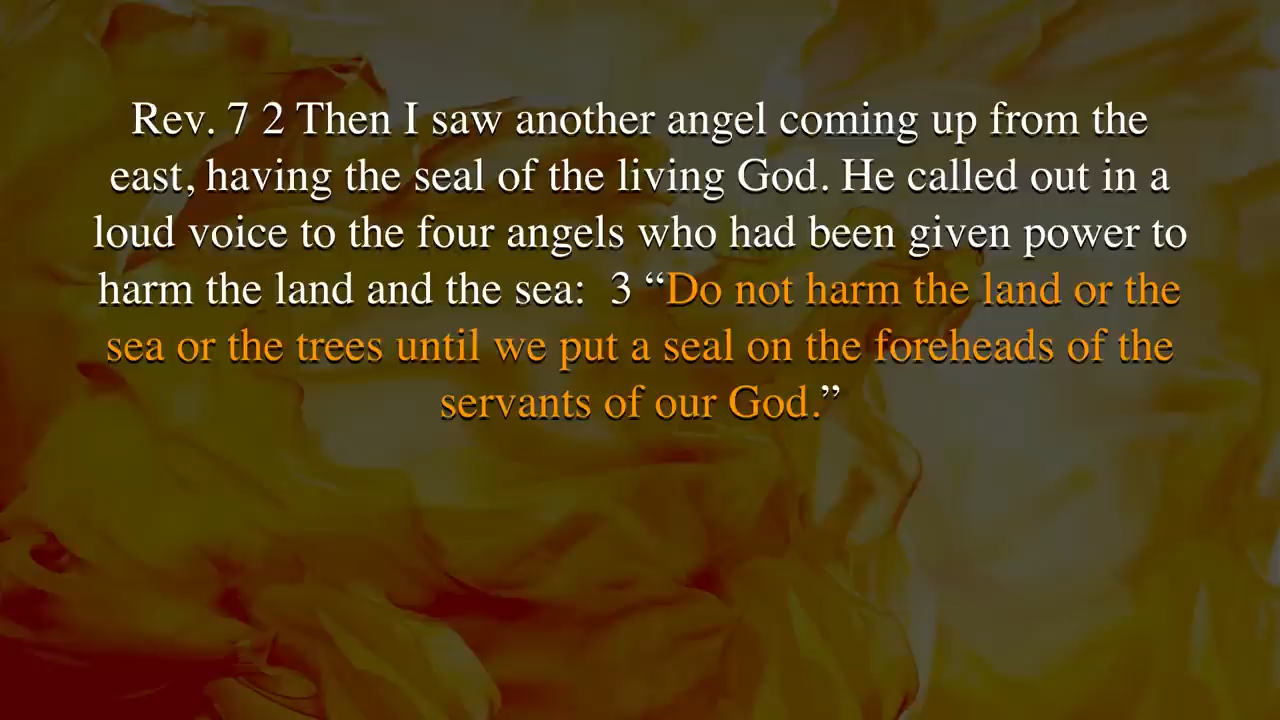 Rev. 7 2 Then I saw another angel coming up from the
east, having the seal of the living God. He called out in a
loud voice to the four angels who had been given power to
harm the land and the sea:  3 “Do not harm the land or the
sea or the trees until we put a seal on the foreheads of the
servants of our God.”